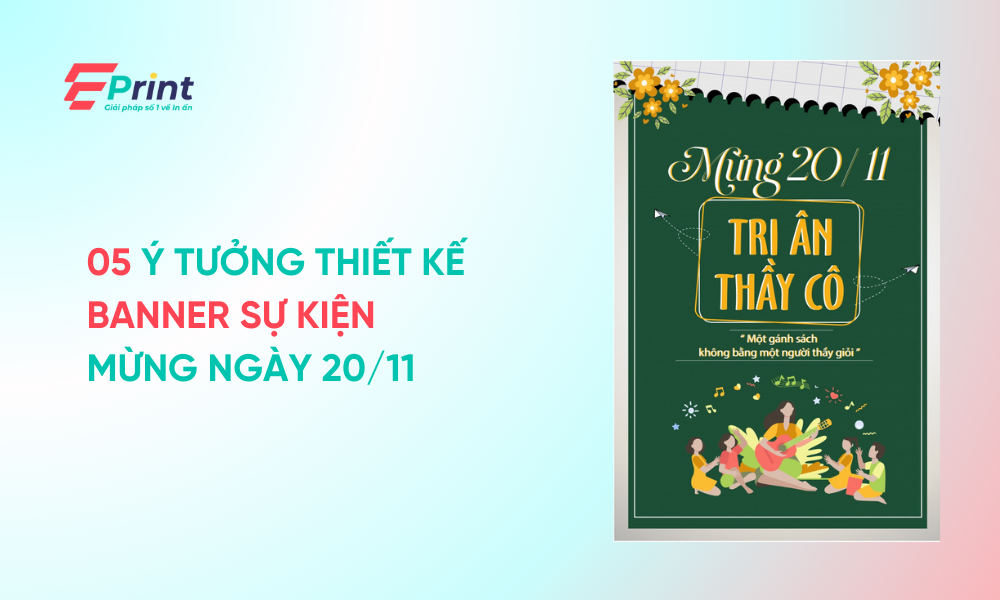 EPrint
Giải pháp số 1 về In ấn
05 Ý TƯỞNG THIẾT KẾ
BANNER SỰ KIỆN
MỪNG NGÀY 20/11
Mừng 20/11
TRI ÂN
THẦY CÔ
“ Một gánh sách
không bằng một người thầy giỏi ”